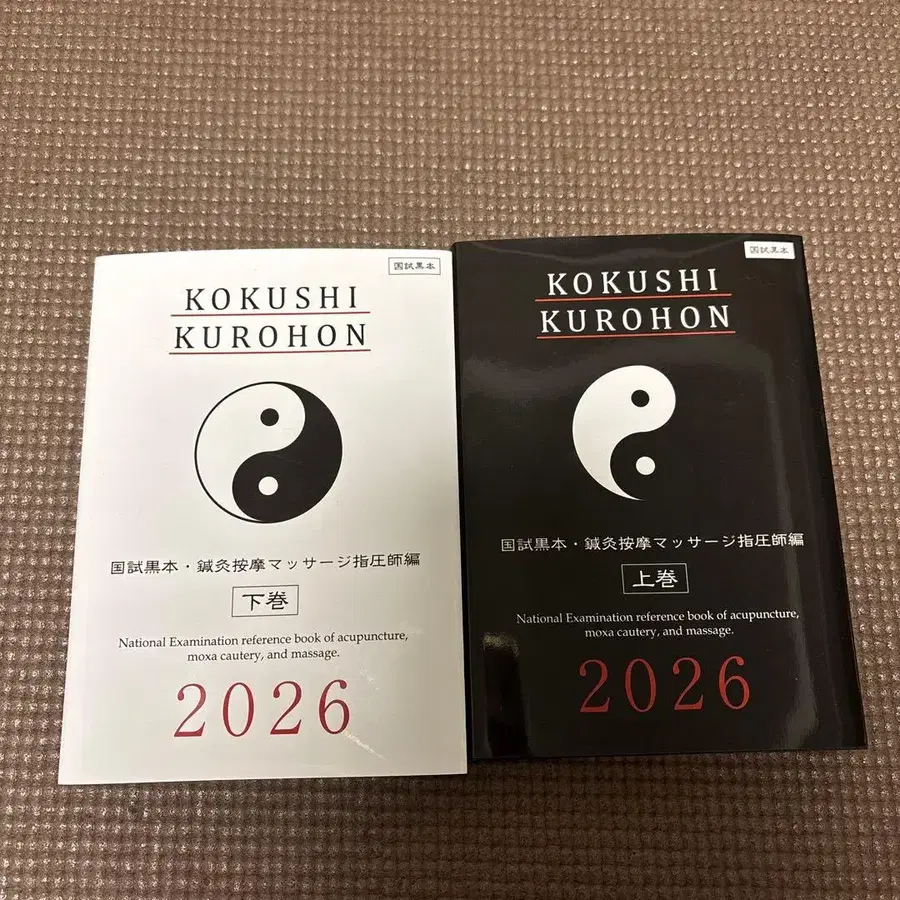 国試黒本
KOKUSHI
KUROHON
国試黒本・鍼灸按摩マッサージ指圧師編
下巻
National Examination reference book of acupuncture,
moxa cautery, and massage.
2026
国試黒本
KOKUSHI
KUROHON
国試黒本・鍼灸按摩マッサージ指圧師編
上巻
National Examination reference book of acupuncture,
moxa cautery, and massage.
2026